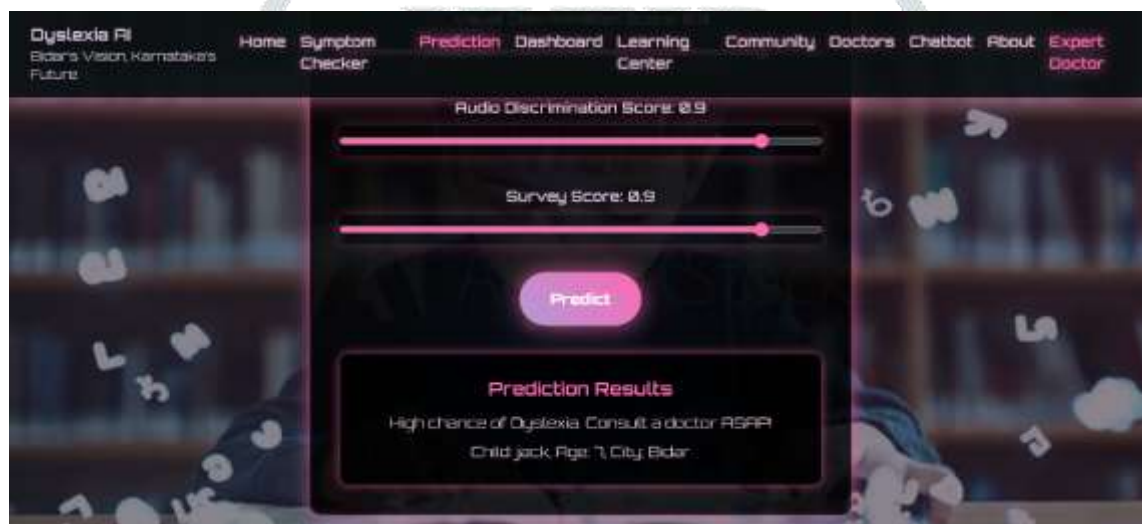 Dyslexia AI
Bidar's Vision, Karnataka's
Future
Home
Symptom
Checker
Prediction
Dashboard
Learning
Center
Community
Doctors
Chatbot
About
Expert
Doctor
Audio Discrimination Score: 0.9
Survey Score: 0.9
Predict
Prediction Results
High chance of Dyslexia. Consult a doctor ASAP!
Child: jack, Age: 7, City: Bidar